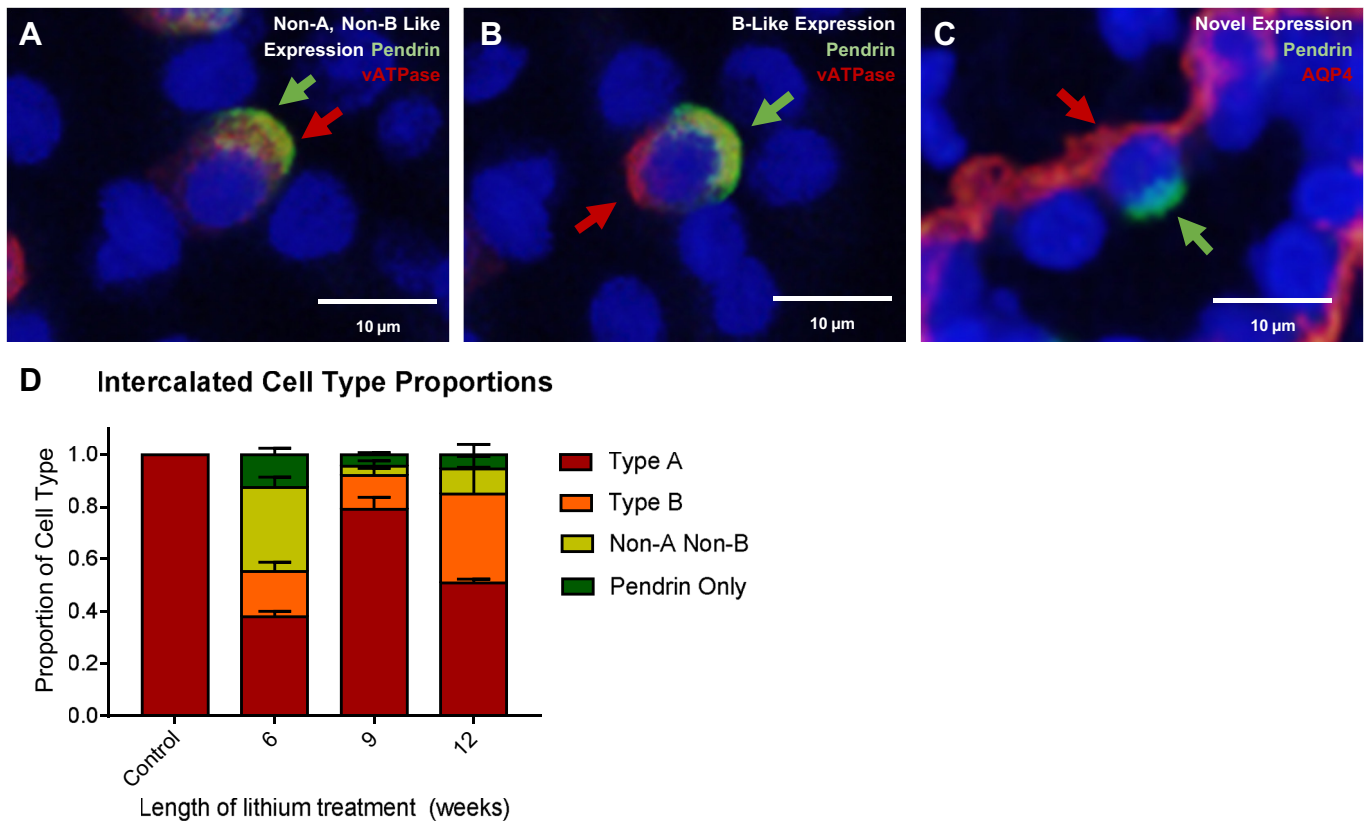 A
Non-A, Non-B Like
Expression Pendrin
vATPase
10 µm
B
B-Like Expression
Pendrin
vATPase
10 µm
C
Novel Expression
Pendrin
AQP4
10 µm
D
Intercalated Cell Type Proportions
Proportion of Cell Type
1.0
0.8
0.6
0.4
0.2
0.0
Control
6
9
12
Length of lithium treatment (weeks)
Type A
Type B
Non-A Non-B
Pendrin Only